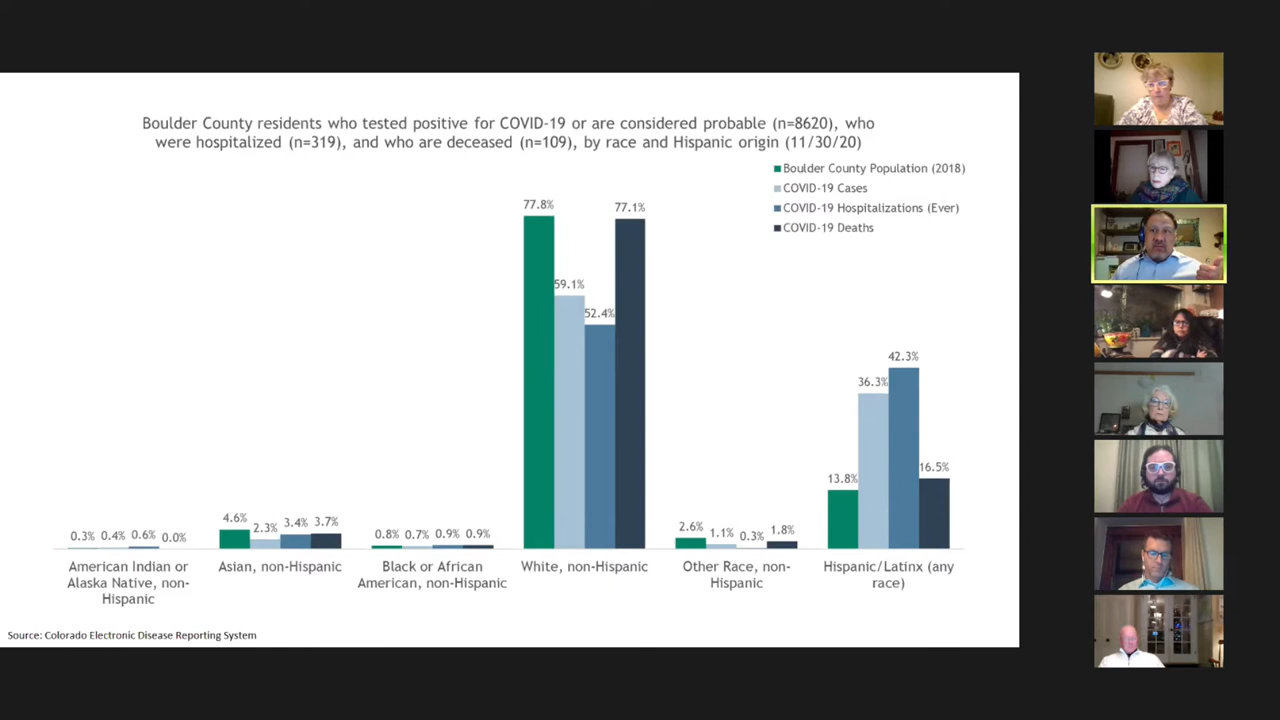 Boulder County residents who tested positive for COVID-19 or are considered probable (n=8620), who
were hospitalized (n=319), and who are deceased (n=109), by race and Hispanic origin (11/30/20)
Boulder County Population (2018)
COVID-19 Cases
COVID-19 Hospitalizations (Ever)
COVID-19 Deaths
0.3% 0.4% 0.6% 0.0%
4.6% 2.3% 3.4% 3.7%
0.8% 0.7% 0.9% 0.9%
77.8% 59.1% 52.4% 77.1%
2.6% 1.1% 0.3% 1.8%
13.8% 36.3% 42.3% 16.5%
American Indian or
Alaska Native, non-
Hispanic
Asian, non-Hispanic
Black or African
American, non-Hispanic
White, non-Hispanic
Other Race, non-
Hispanic
Hispanic/Latinx (any
race)
Source: Colorado Electronic Disease Reporting System